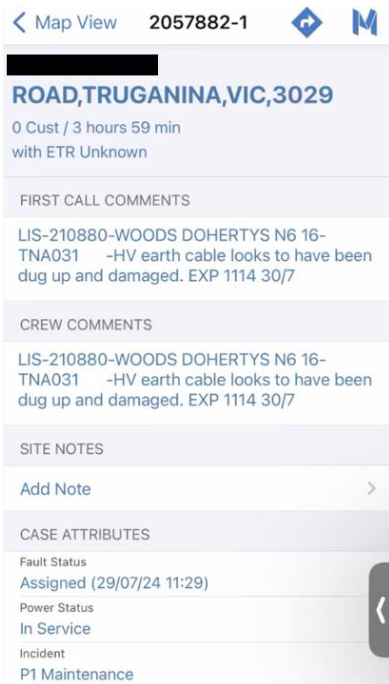 Map View 2057882-1
ROAD,TRUGANINA,VIC,3029
0 Cust / 3 hours 59 min
with ETR Unknown
FIRST CALL COMMENTS
LIS-210880-WOODS DOHERTYS N6 16-
TNA031 -HV earth cable looks to have been
dug up and damaged. EXP 1114 30/7
CREW COMMENTS
LIS-210880-WOODS DOHERTYS N6 16-
TNA031 -HV earth cable looks to have been
dug up and damaged. EXP 1114 30/7
SITE NOTES
Add Note
CASE ATTRIBUTES
Fault Status
Assigned (29/07/24 11:29)
Power Status
In Service
Incident
P1 Maintenance